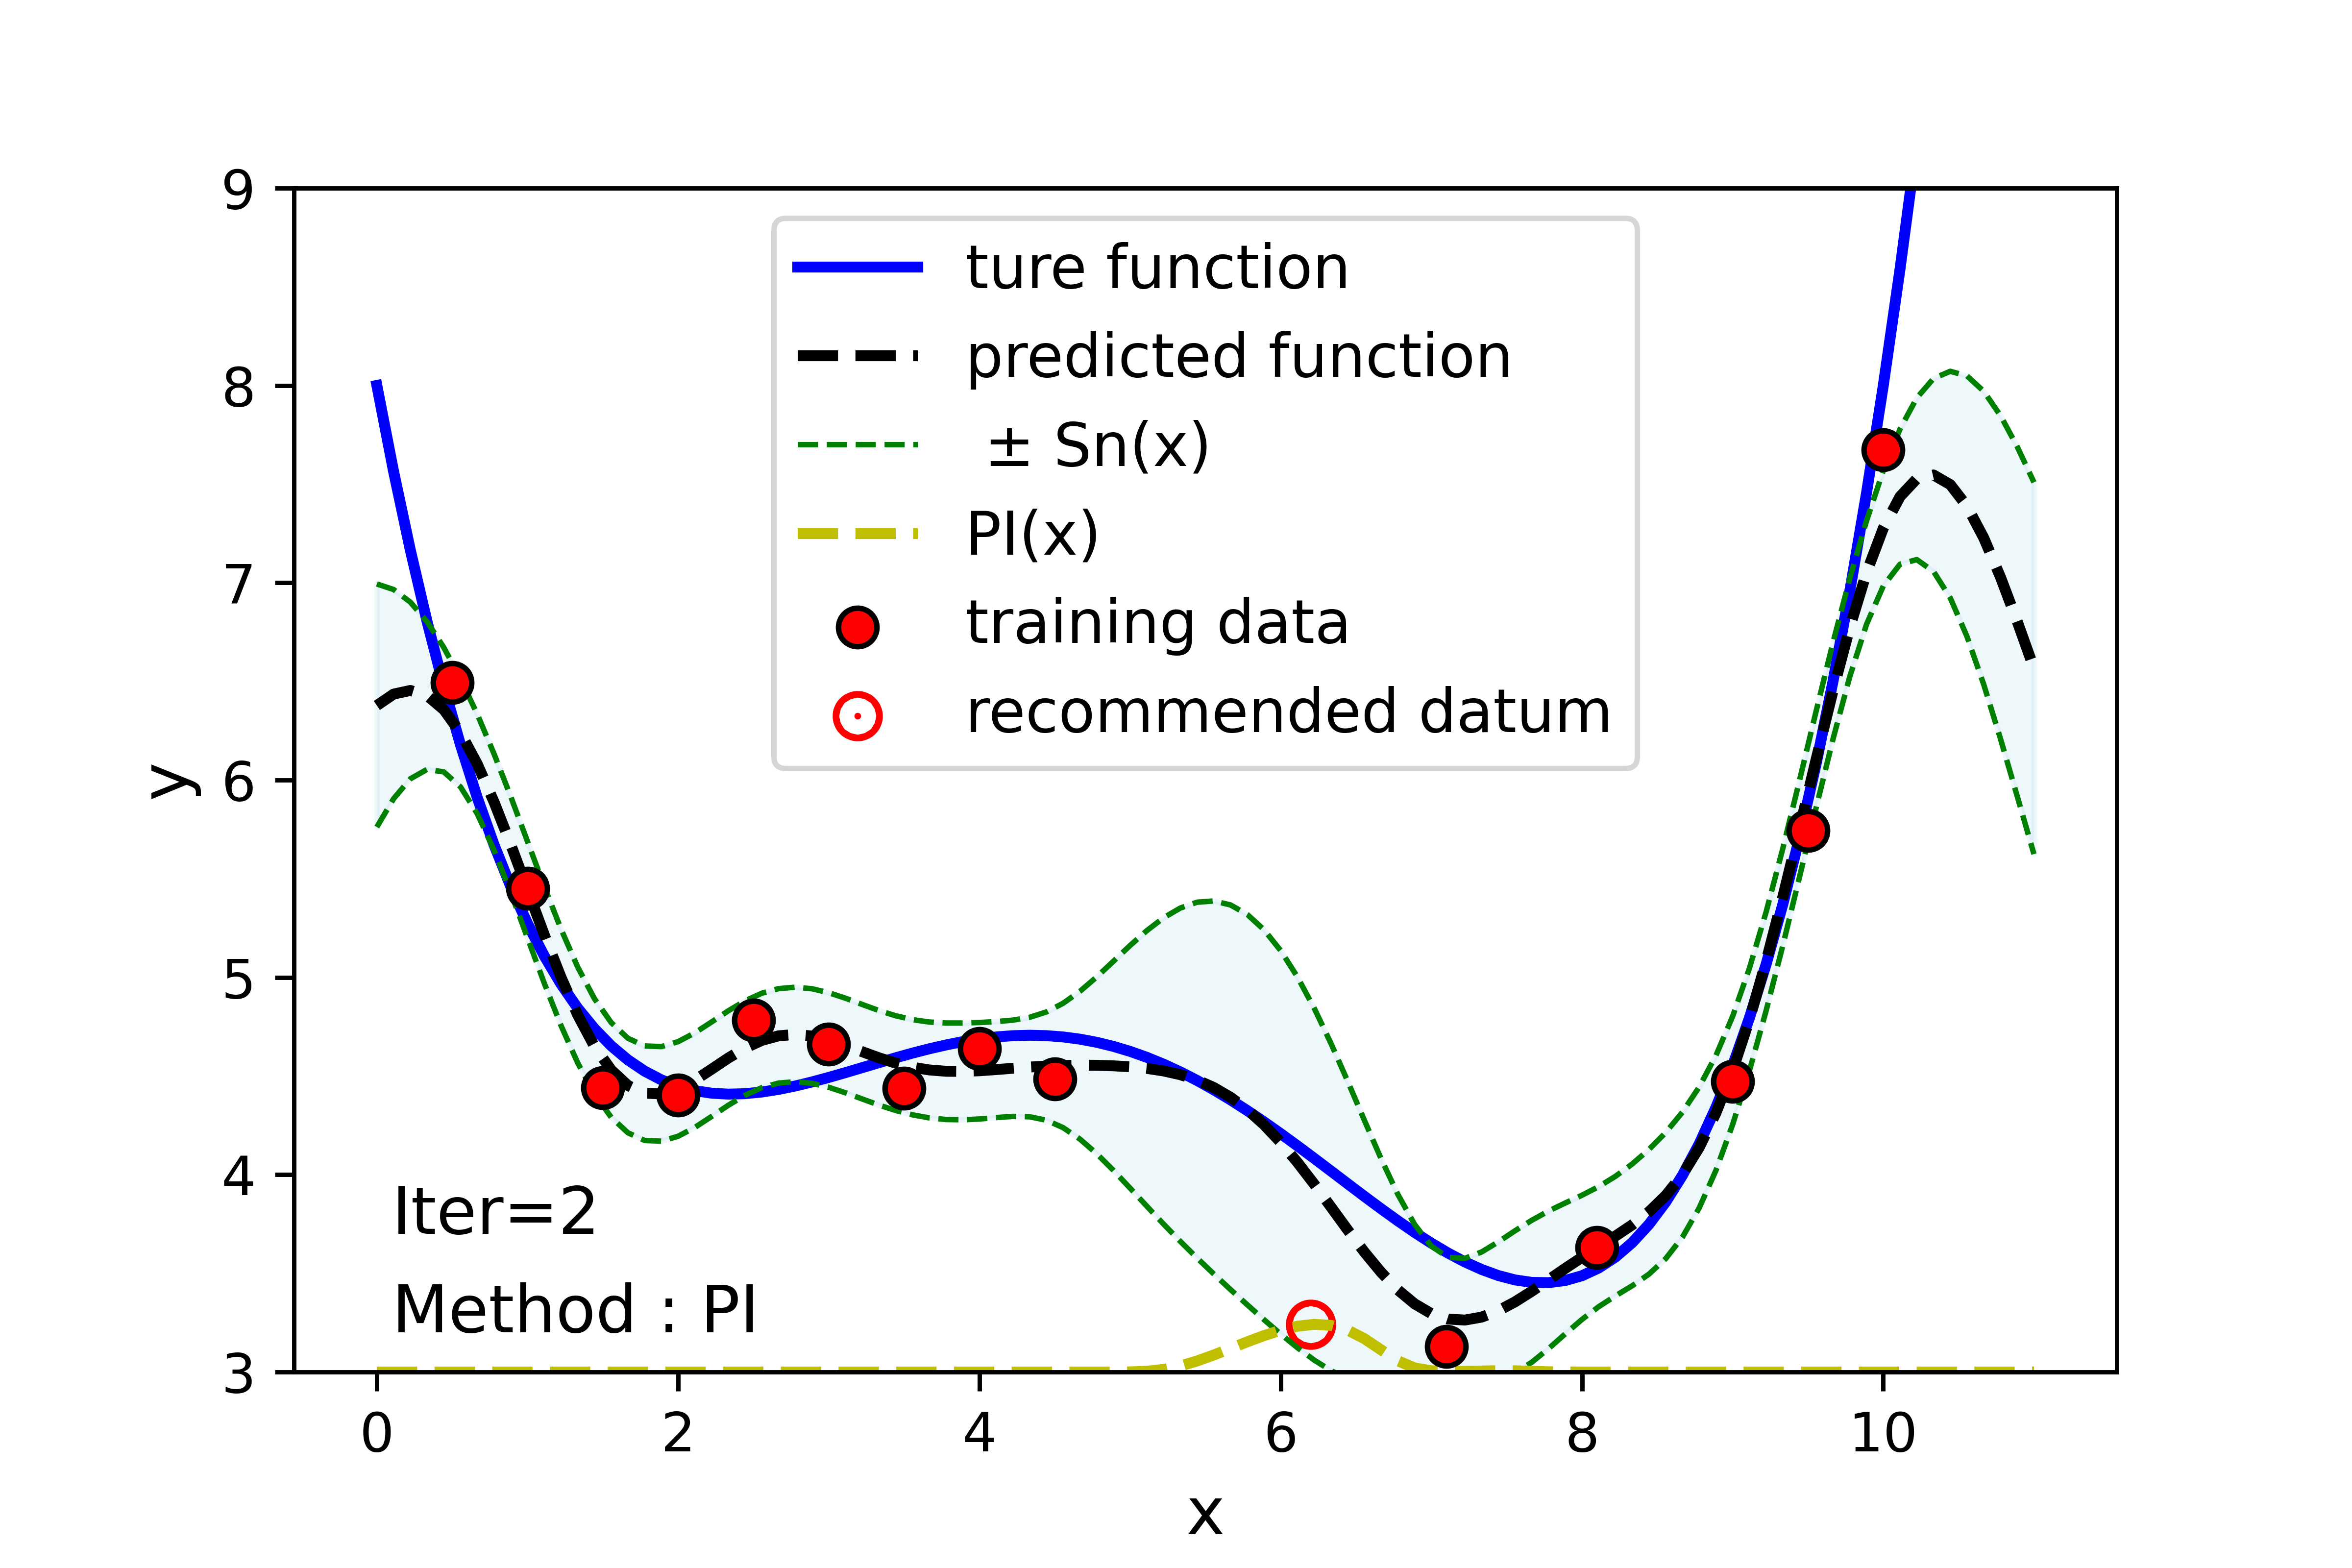 9
8
7
6
5
4
3
y
ture function
predicted function
± Sn(x)
PI(x)
training data
recommended datum
Iter=2
Method : PI
0 2 4 6 8 10
x